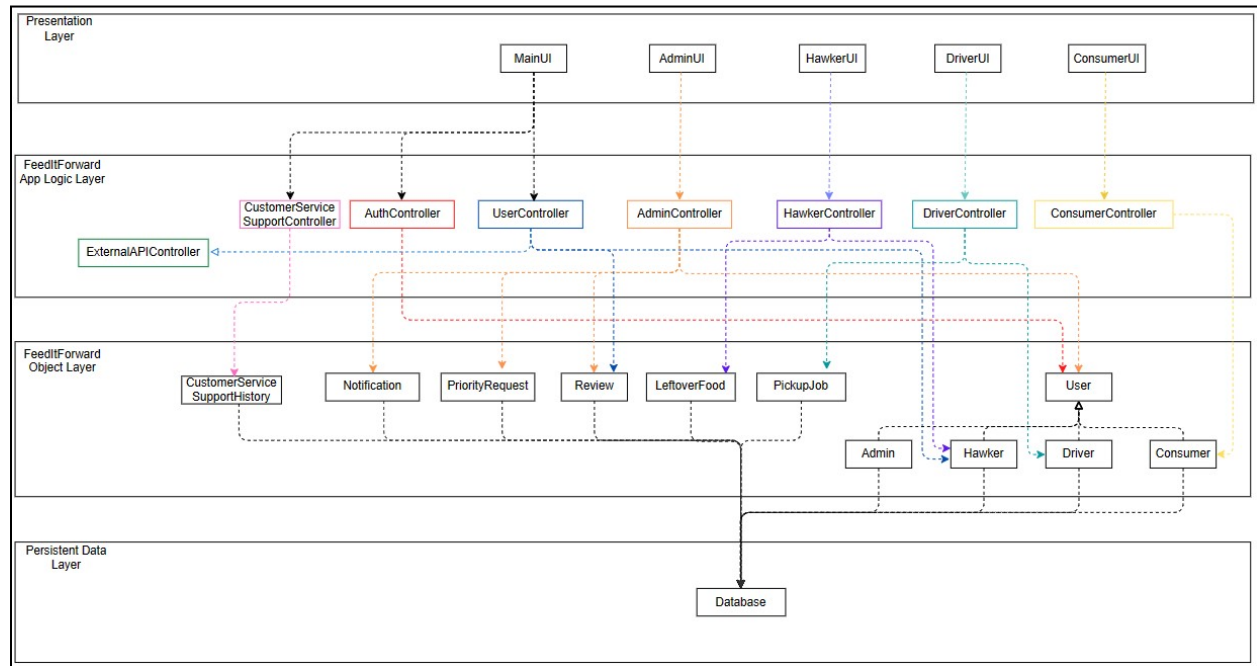 Presentation
Layer
MainUI
AdminUI
HawkerUI
DriverUI
ConsumerUI
FeedItForward
App Logic Layer
CustomerService
SupportController
AuthController
UserController
AdminController
HawkerController
DriverController
ConsumerController
ExternalAPIController
FeedItForward
Object Layer
CustomerService
SupportHistory
Notification
PriorityRequest
Review
LeftoverFood
PickupJob
User
Admin
Hawker
Driver
Consumer
Persistent Data
Layer
Database